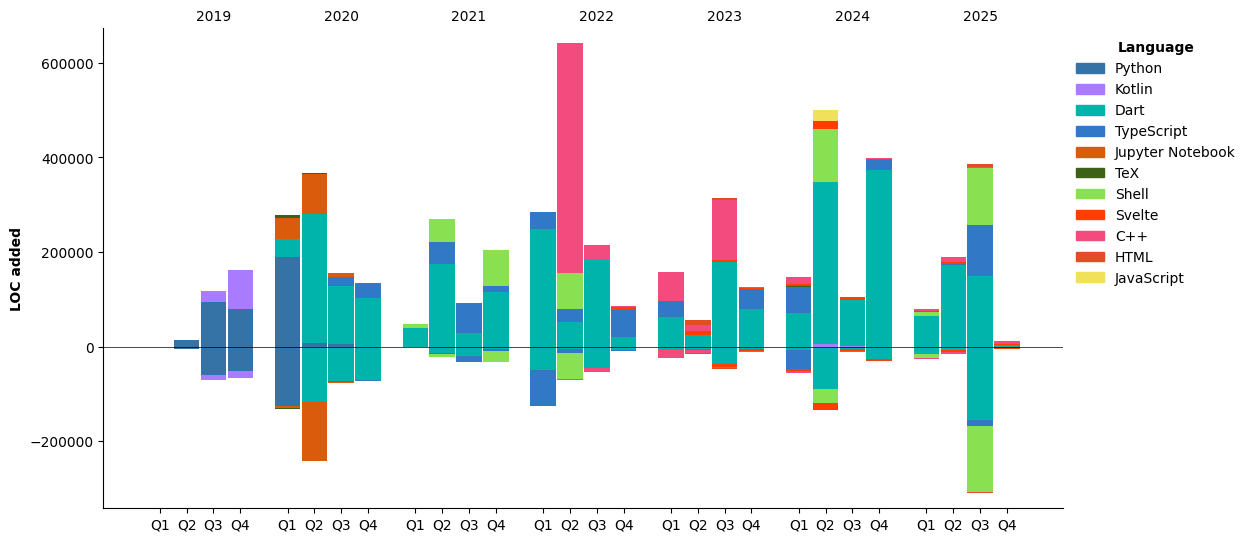 2019 2020 2021 2022 2023 2024 2025
LOC added
600000
400000
200000
0
−200000
Q1 Q2 Q3 Q4 Q1 Q2 Q3 Q4 Q1 Q2 Q3 Q4 Q1 Q2 Q3 Q4 Q1 Q2 Q3 Q4 Q1 Q2 Q3 Q4 Q1 Q2 Q3 Q4
Language
Python
Kotlin
Dart
TypeScript
Jupyter Notebook
TeX
Shell
Svelte
C++
HTML
JavaScript